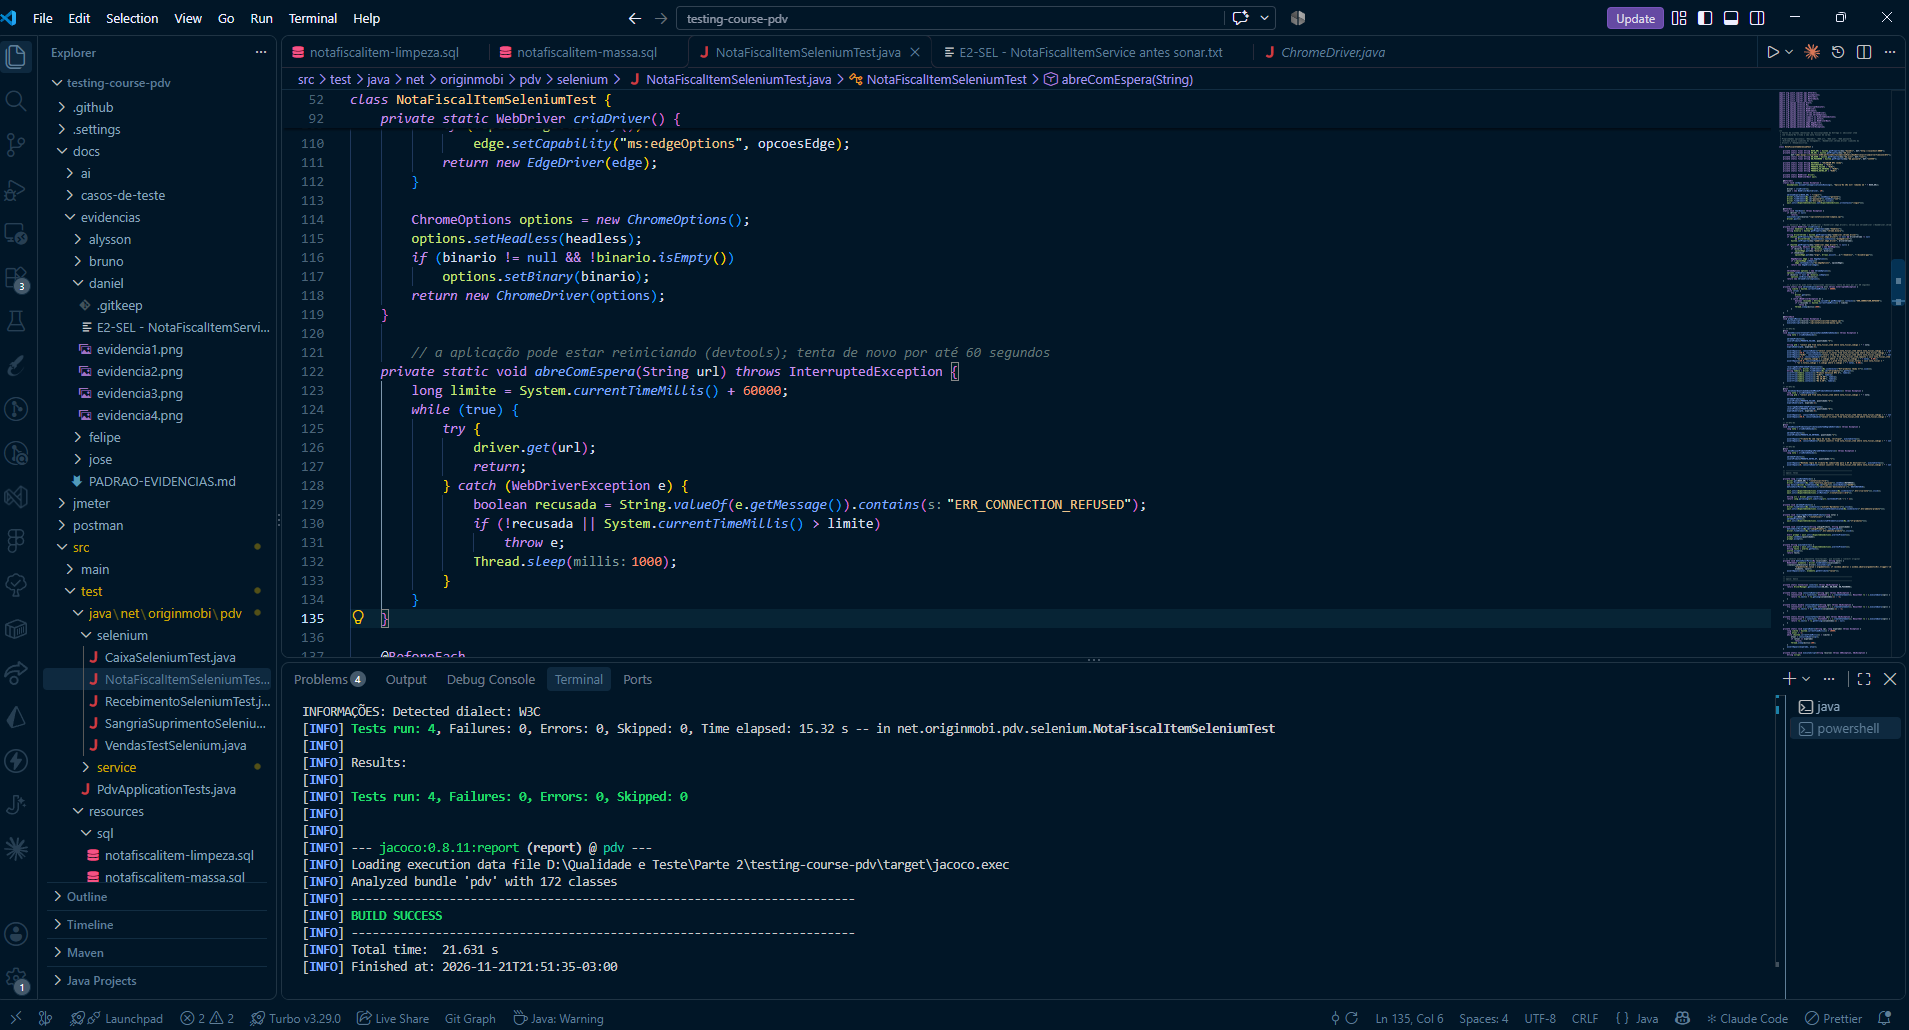 File Edit Selection View Go Run Terminal Help
testing-course-pdv
Update
Explorer
testing-course-pdv
.github
.settings
docs
ai
casos-de-teste
evidencias
alysson
bruno
daniel
.gitkeep
E2-SEL - NotaFiscalItemServi...
evidencia1.png
evidencia2.png
evidencia3.png
evidencia4.png
felipe
jose
PADRAO-EVIDENCIAS.md
jmeter
postman
src
main
test
java\net\originmobi\pdv
selenium
CaixaSeleniumTest.java
NotaFiscalItemSeleniumTes...
RecebimentoSeleniumTest.j...
SangriaSuprimentoSeleniu...
VendasTestSelenium.java
service
PdvApplicationTests.java
resources
sql
notafiscalitem-limpeza.sql
notafiscalitem-massa.sql
Outline
Timeline
Maven
Java Projects
3
1
notafiscalitem-limpeza.sql notafiscalitem-massa.sql NotaFiscalItemSeleniumTest.java E2-SEL - NotaFiscalItemService antes sonar.txt ChromeDriver.java
src > test > java > net > originmobi > pdv > selenium > NotaFiscalItemSeleniumTest.java > NotaFiscalItemSeleniumTest > abreComEspera(String)
52 class NotaFiscalItemSeleniumTest {
92 private static WebDriver criaDriver() {
110 edge.setCapability("ms:edgeOptions", opcoesEdge);
111 return new EdgeDriver(edge);
112 }
113
114 ChromeOptions options = new ChromeOptions();
115 options.setHeadless(headless);
116 if (binario != null && !binario.isEmpty())
117 options.setBinary(binario);
118 return new ChromeDriver(options);
119 }
120
121 // a aplicação pode estar reiniciando (devtools); tenta de novo por até 60 segundos
122 private static void abreComEspera(String url) throws InterruptedException {
123 long limite = System.currentTimeMillis() + 60000;
124 while (true) {
125 try {
126 driver.get(url);
127 return;
128 } catch (WebDriverException e) {
129 boolean recusada = String.valueOf(e.getMessage()).contains(s: "ERR_CONNECTION_REFUSED");
130 if (!recusada || System.currentTimeMillis() > limite)
131 throw e;
132 Thread.sleep(millis: 1000);
133 }
134 }
135 }
136
137 @BeforeEach
Problems 4 Output Debug Console Terminal Ports
INFORMAÇÕES: Detected dialect: W3C
[INFO] Tests run: 4, Failures: 0, Errors: 0, Skipped: 0, Time elapsed: 15.32 s -- in net.originmobi.pdv.selenium.NotaFiscalItemSeleniumTest
[INFO]
[INFO] Results:
[INFO]
[INFO] Tests run: 4, Failures: 0, Errors: 0, Skipped: 0
[INFO]
[INFO]
[INFO] --- jacoco:0.8.11:report (report) @ pdv ---
[INFO] Loading execution data file D:\Qualidade e Teste\Parte 2\testing-course-pdv\target\jacoco.exec
[INFO] Analyzed bundle 'pdv' with 172 classes
[INFO] ------------------------------------------------------------------------
[INFO] BUILD SUCCESS
[INFO] ------------------------------------------------------------------------
[INFO] Total time:  21.631 s
[INFO] Finished at: 2026-11-21T21:51:35-03:00
java
powershell
Launchpad 2 2 Turbo v3.29.0 Live Share Git Graph Java: Warning
Ln 135, Col 6 Spaces: 4 UTF-8 CRLF {} Java Claude Code Prettier